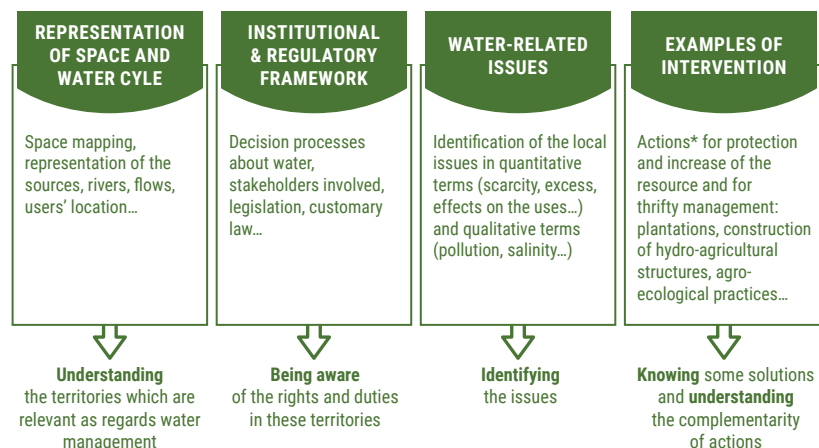 REPRESENTATION
OF SPACE AND
WATER CYLE
Space mapping,
representation of the
sources, rivers, flows,
users' location…
Understanding
the territories which are
relevant as regards water
management
INSTITUTIONAL
& REGULATORY
FRAMEWORK
Decision processes
about water,
stakeholders involved,
legislation, customary
law…
Being aware
of the rights and duties
in these territories
WATER-RELATED
ISSUES
Identification of the local
issues in quantitative
terms (scarcity, excess,
effects on the uses…)
and qualitative terms
(pollution, salinity…)
Identifying
the issues
EXAMPLES OF
INTERVENTION
Actions* for protection
and increase of the
resource and for
thrifty management:
plantations, construction
of hydro-agricultural
structures, agro-
ecological practices…
Knowing some solutions
and understanding
the complementarity
of actions